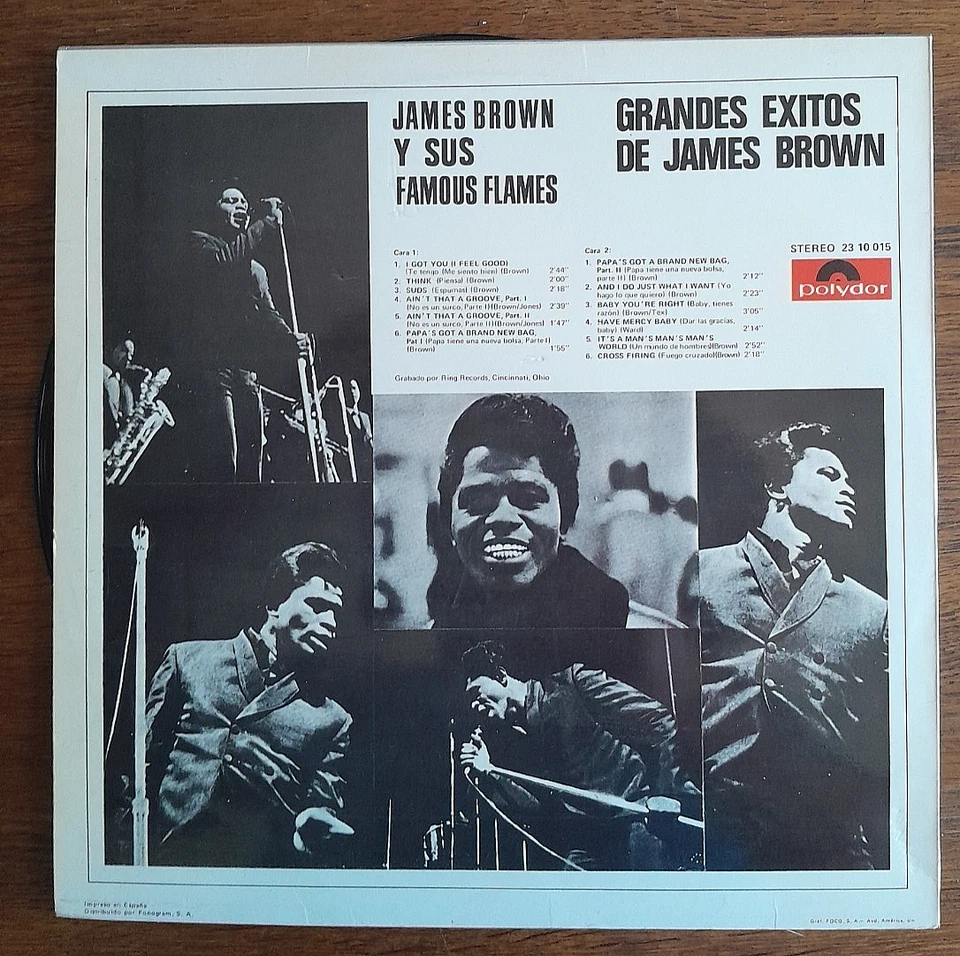 JAMES BROWN
Y SUS
FAMOUS FLAMES
GRANDES EXITOS
DE JAMES BROWN
STEREO 23 10 015
polydor
Cara 1:
1. I GOT YOU (I FEEL GOOD)
(Te tengo (Me siento bien) (Brown) 2'44"
2. THINK (Piensa) (Brown) 2'00"
3. SUDS (Espumas) (Brown) 2'18"
4. AIN'T THAT A GROOVE, Part. I
(No es un surco, Parte I)(Brown/Jones) 2'39"
5. AIN'T THAT A GROOVE, Part. II
(No es un surco, Parte II)(Brown/Jones) 1'47"
6. PAPA'S GOT A BRAND NEW BAG,
Pat I (Papa tiene una nueva bolsa, Parte I)
(Brown) 1'55"
Cara 2:
1. PAPA'S GOT A BRAND NEW BAG,
Part. II (Papa tiene una nueva bolsa,
parte II) (Brown) 2'12"
2. AND I DO JUST WHAT I WANT (Yo
hago lo que quiero) (Brown) 2'23"
3. BABY YOU'RE RIGHT (Baby, tienes
razón) (Brown/Tex) 3'05"
4. HAVE MERCY BABY (Dar las gracias,
baby) (Ward) 2'14"
5. IT'S A MAN'S MAN'S MAN'S
WORLD (Un mundo de hombres)(Brown) 2'52"
6. CROSS FIRING (Fuego cruzado)(Brown) 2'18"
Grabado por Ring Records, Cincinnati, Ohio
Impreso en España
Distribuido por Fonogram, S. A.
Graf. FOCO, S. A.— Avd. América,